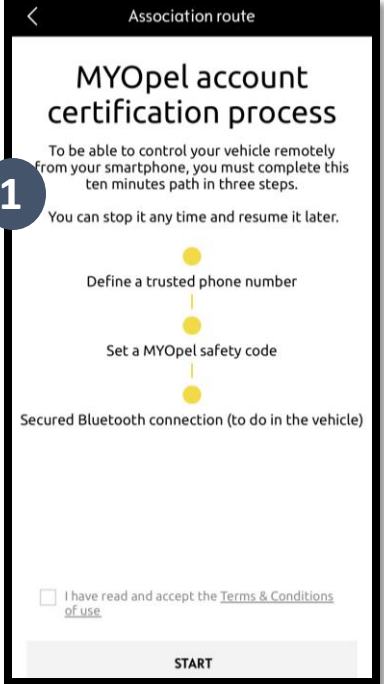 Association route
MYOpel account
certification process
To be able to control your vehicle remotely
from your smartphone, you must complete this
ten minutes path in three steps.
1
You can stop it any time and resume it later.
Define a trusted phone number
Set a MYOpel safety code
Secured Bluetooth connection (to do in the vehicle)
I have read and accept the Terms & Conditions
of use
START